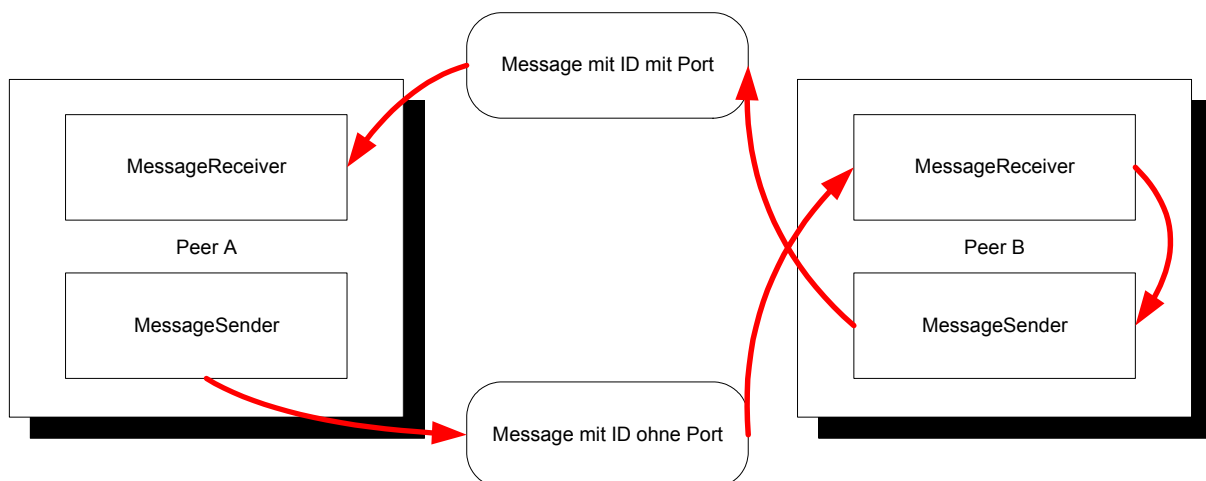 Message mit ID mit Port
MessageReceiver
Peer A
MessageSender
MessageReceiver
Peer B
MessageSender
Message mit ID ohne Port